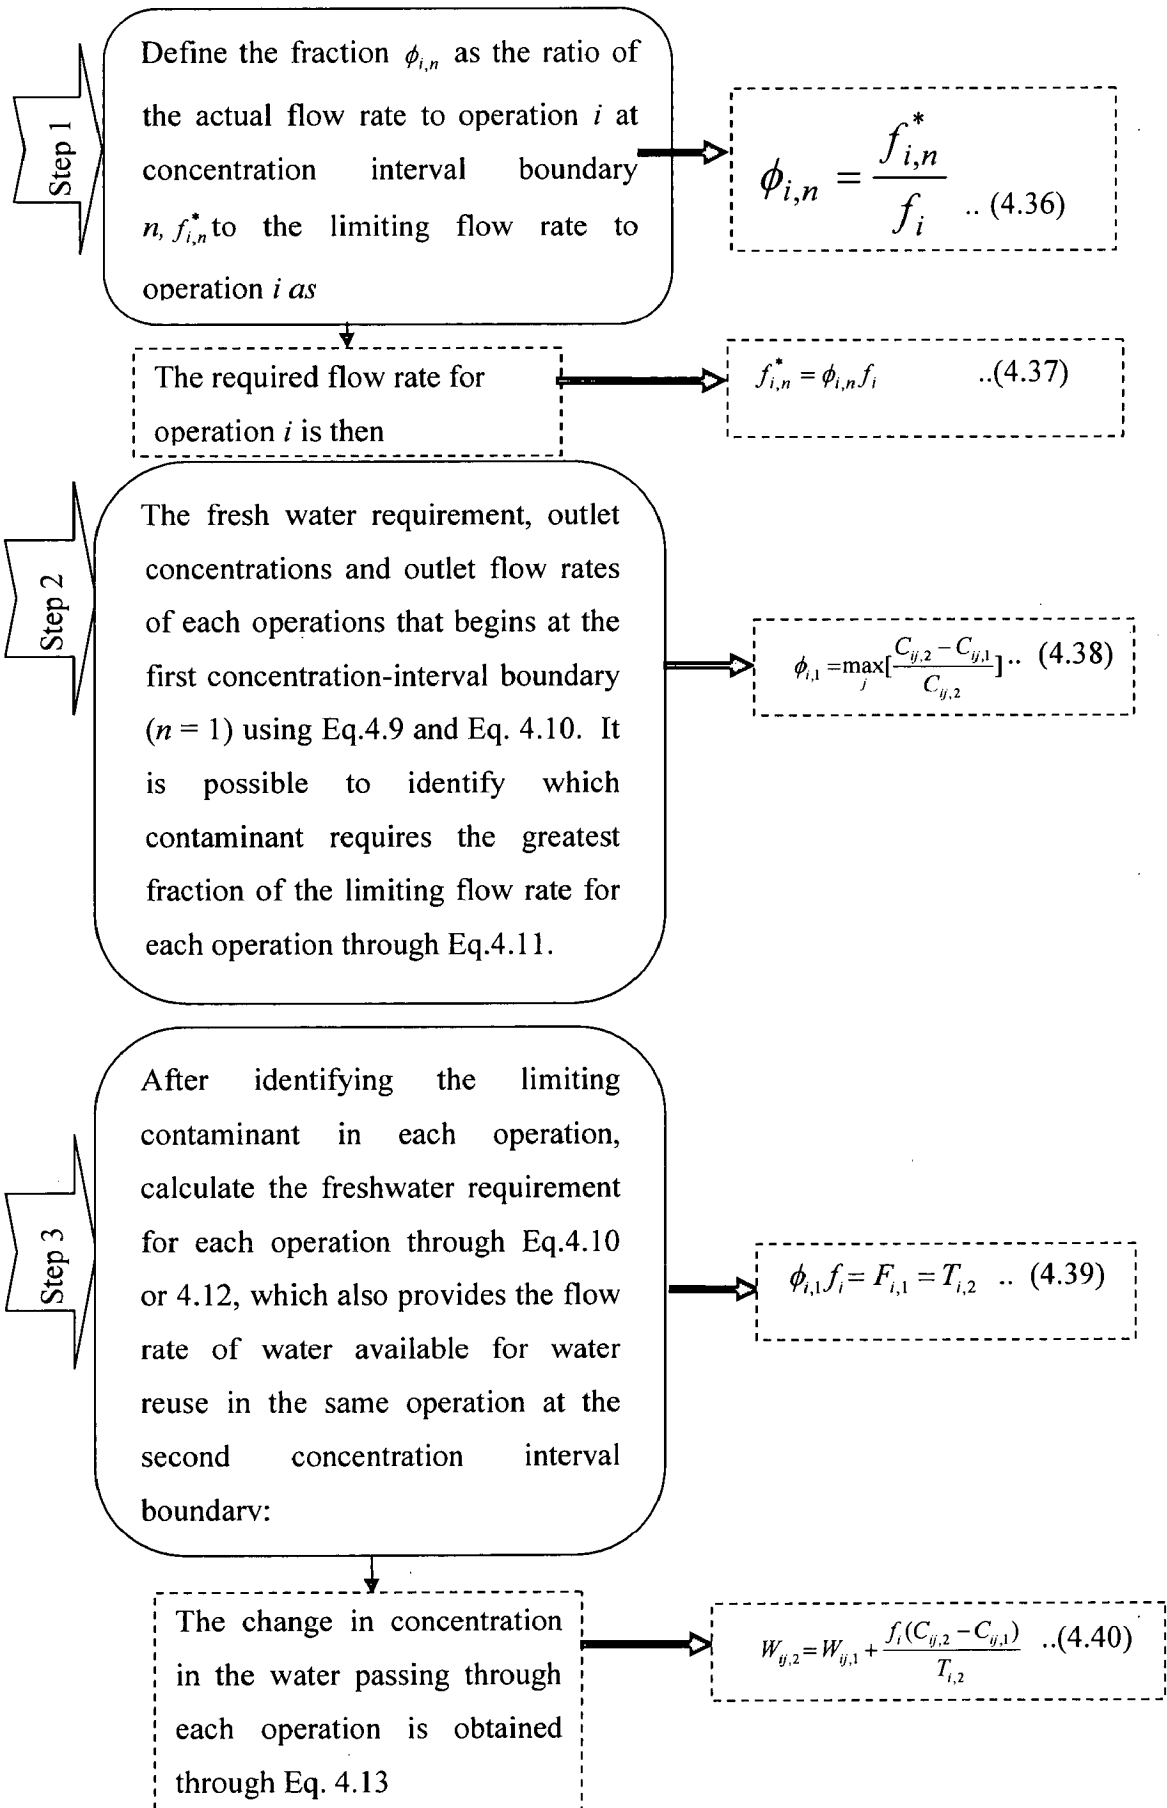 Step 1
Define the fraction ϕ_{i,n} as the ratio of
the actual flow rate to operation i at
concentration interval boundary
n, f^*_{i,n} to the limiting flow rate to
operation i as
ϕ_{i,n} = \frac{f^*_{i,n}}{f_i} .. (4.36)
The required flow rate for
operation i is then
f^*_{i,n} = ϕ_{i,n} f_i ..(4.37)
Step 2
The fresh water requirement, outlet
concentrations and outlet flow rates
of each operations that begins at the
first concentration-interval boundary
(n = 1) using Eq.4.9 and Eq. 4.10. It
is possible to identify which
contaminant requires the greatest
fraction of the limiting flow rate for
each operation through Eq.4.11.
ϕ_{i,1} = \max_j [\frac{C_{ij,2} − C_{ij,1}}{C_{ij,2}}] .. (4.38)
Step 3
After identifying the limiting
contaminant in each operation,
calculate the freshwater requirement
for each operation through Eq.4.10
or 4.12, which also provides the flow
rate of water available for water
reuse in the same operation at the
second concentration interval
boundary:
ϕ_{i,1} f_i = F_{i,1} = T_{i,2} .. (4.39)
The change in concentration
in the water passing through
each operation is obtained
through Eq. 4.13
W_{ij,2} = W_{ij,1} + \frac{f_i (C_{ij,2} − C_{ij,1})}{T_{i,2}} ..(4.40)